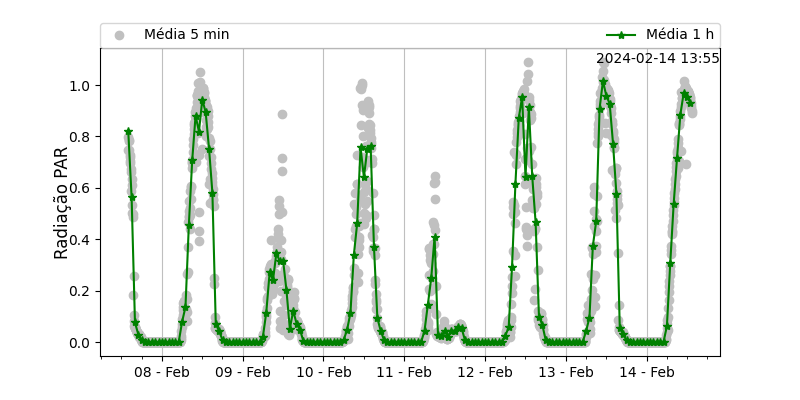 Média 5 min
Média 1 h
2024-02-14 13:55
Radiação PAR
1.0
0.8
0.6
0.4
0.2
0.0
08 - Feb
09 - Feb
10 - Feb
11 - Feb
12 - Feb
13 - Feb
14 - Feb